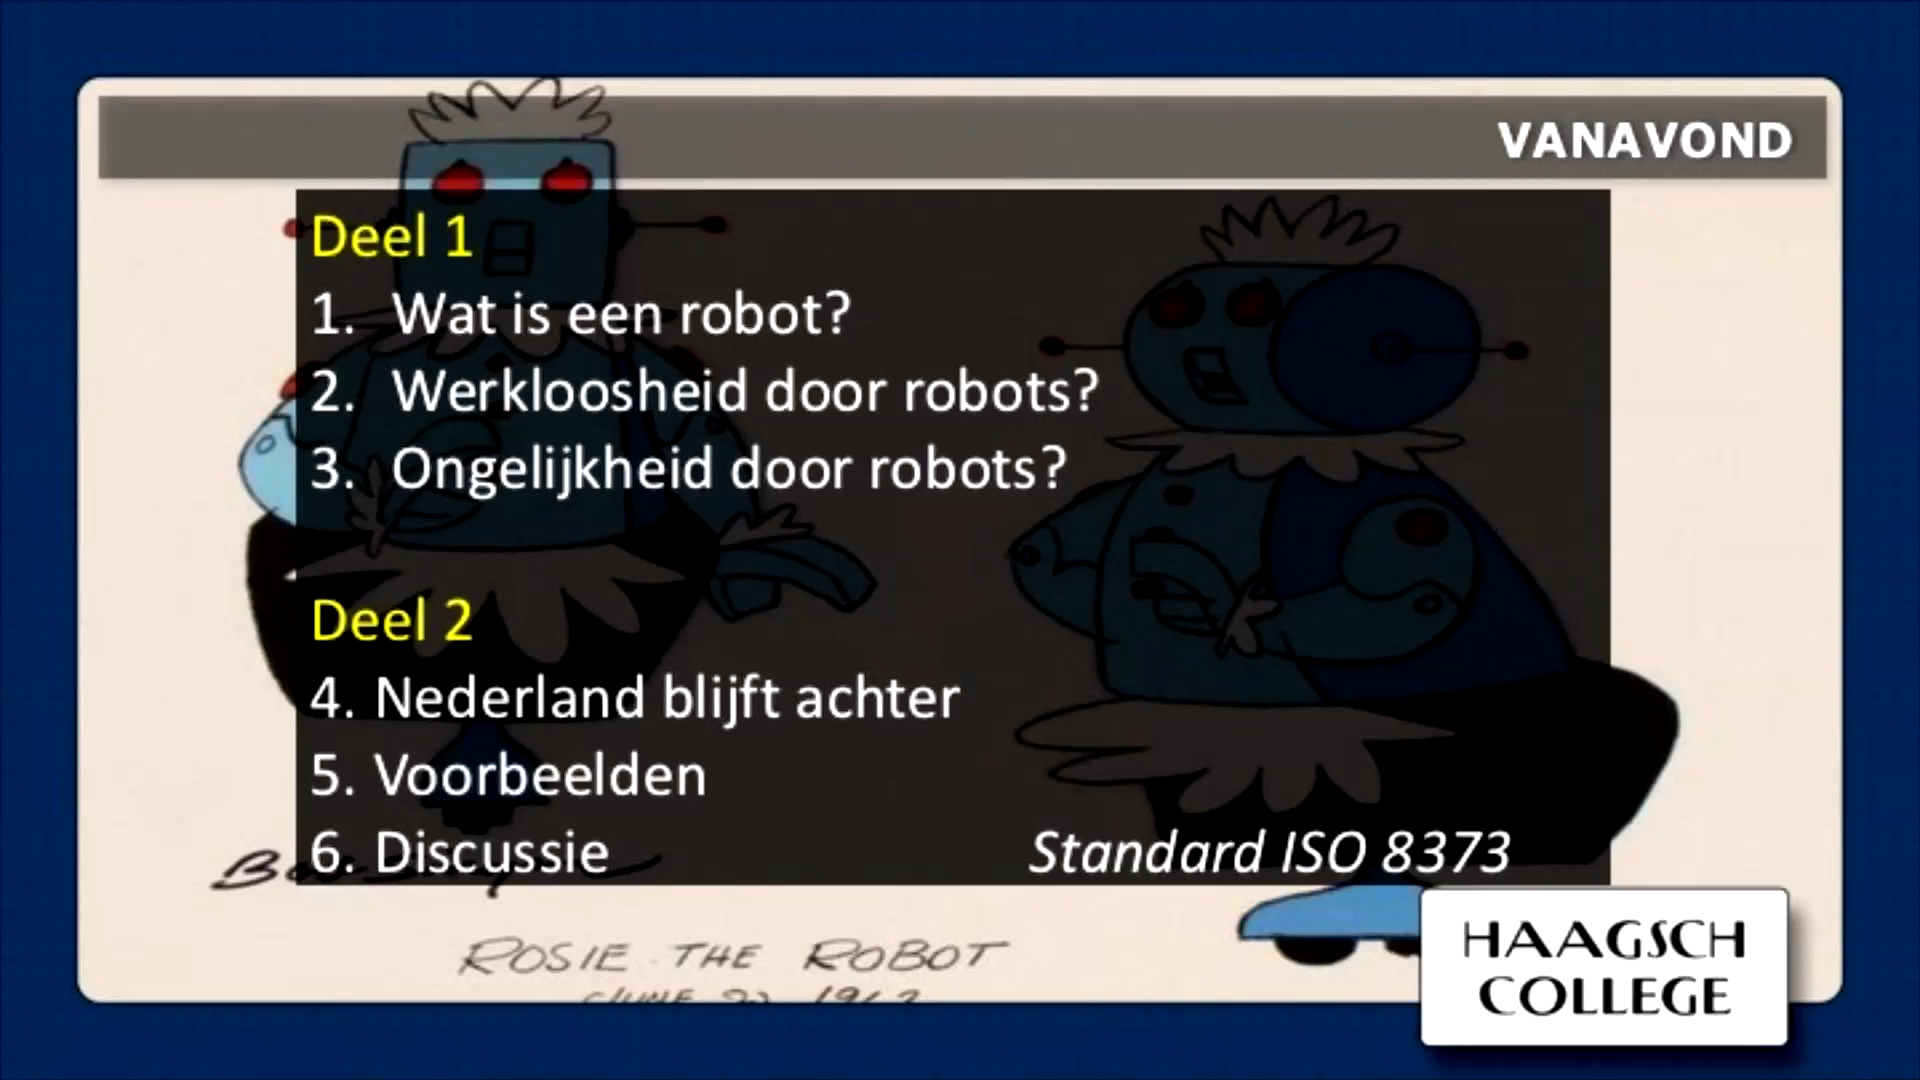 VANAVOND
Deel 1
1. Wat is een robot?
2. Werkloosheid door robots?
3. Ongelijkheid door robots?
Deel 2
4. Nederland blijft achter
5. Voorbeelden
6. Discussie
Standard ISO 8373
ROSIE THE ROBOT
HAAGSCH
COLLEGE